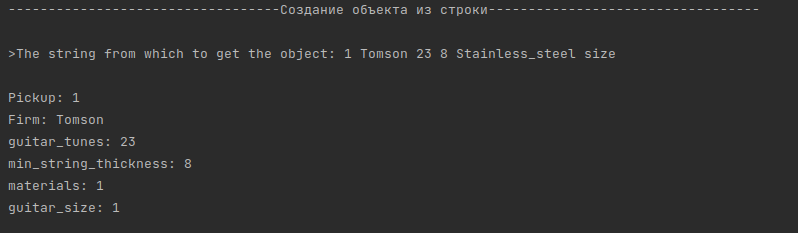 ----------------------------------Создание объекта из строки----------------------------------
>The string from which to get the object: 1 Tomson 23 8 Stainless_steel size
Pickup: 1
Firm: Tomson
guitar_tunes: 23
min_string_thickness: 8
materials: 1
guitar_size: 1